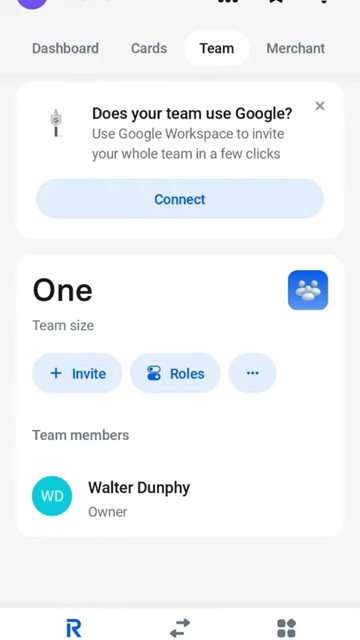 Dashboard
Cards
Team
Merchant
Does your team use Google?
Use Google Workspace to invite
your whole team in a few clicks
Connect
One
Team size
+ Invite
Roles
...
Team members
WD
Walter Dunphy
Owner
R